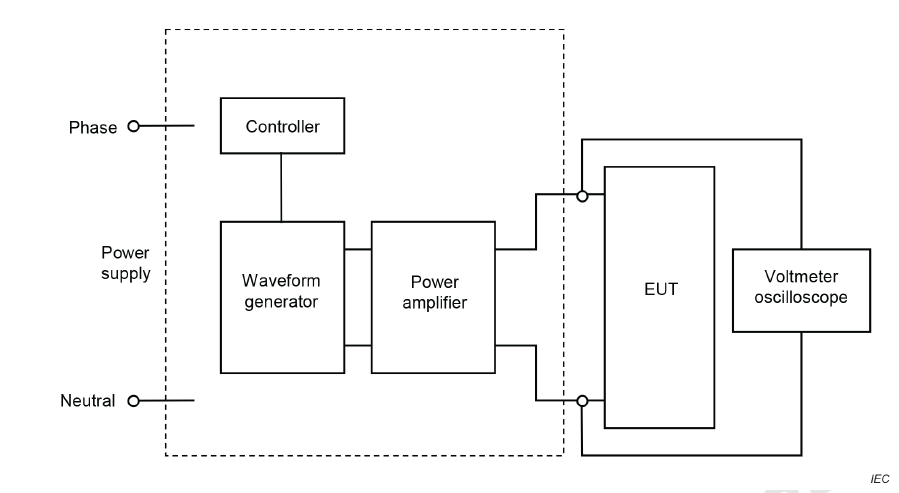 Phase
Controller
Power
supply
Waveform
generator
Power
amplifier
EUT
Voltmeter
oscilloscope
Neutral
IEC